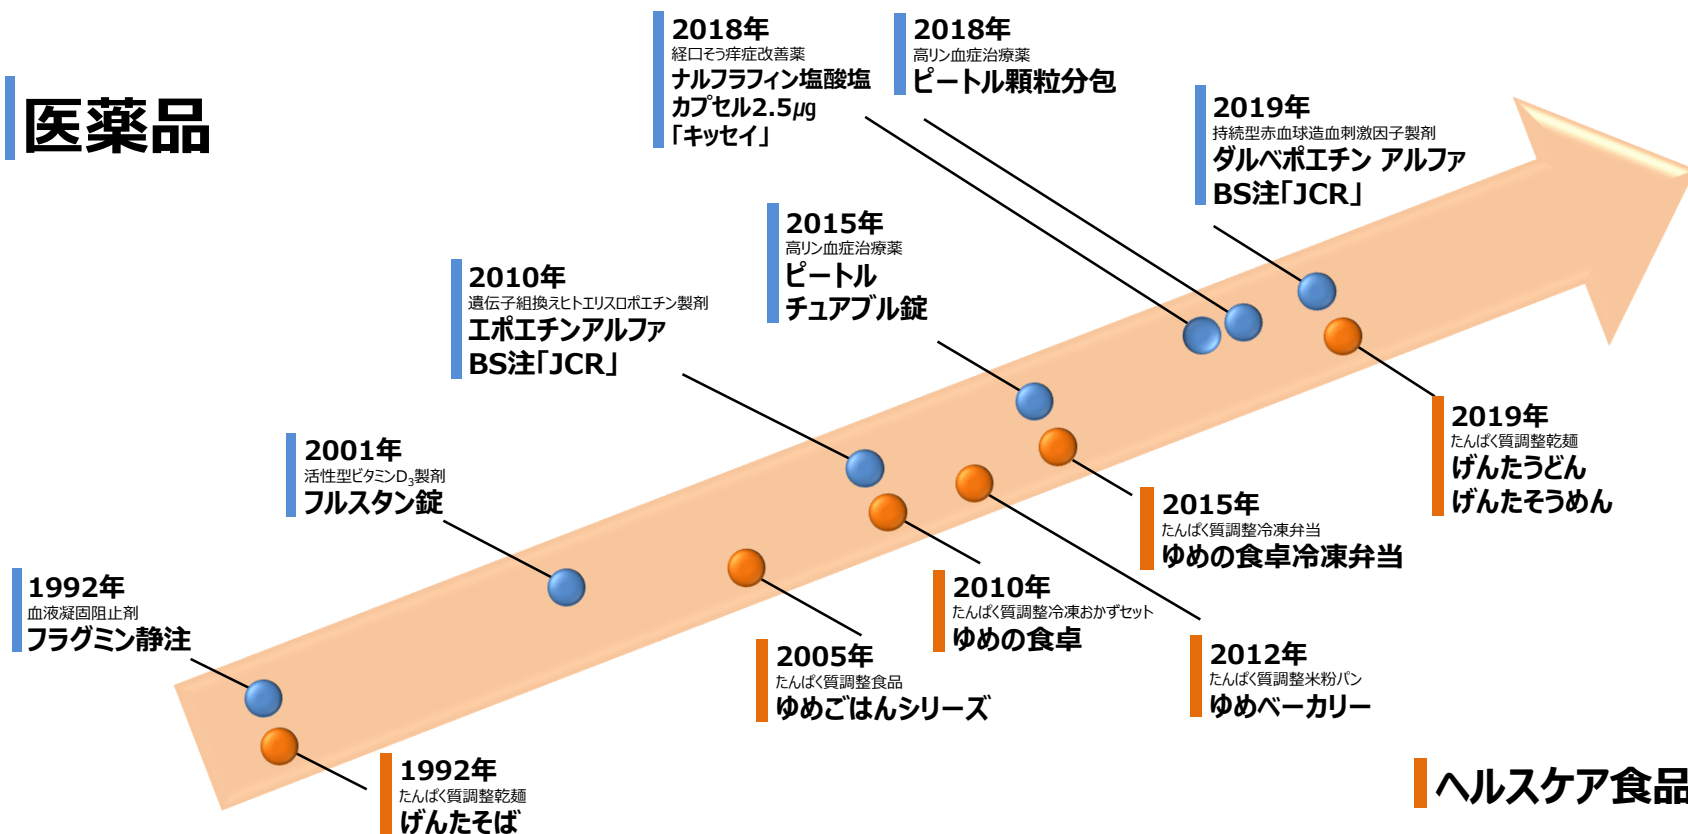 医薬品
1992年
血液凝固阻止剤
フラグミン静注
2001年
活性型ビタミンD₃製剤
フルスタン錠
2010年
遺伝子組換えヒトエリスロポエチン製剤
エポエチンアルファ
BS注「JCR」
2015年
高リン血症治療薬
ピートル
チュアブル錠
2018年
経口そう痒症改善薬
ナルフラフィン塩酸塩
カプセル2.5μg
「キッセイ」
2018年
高リン血症治療薬
ピートル顆粒分包
2019年
持続型赤血球造血刺激因子製剤
ダルベポエチン アルファ
BS注「JCR」
1992年
たんぱく質調整乾麺
げんたそば
2005年
たんぱく質調整食品
ゆめごはんシリーズ
2010年
たんぱく質調整冷凍おかずセット
ゆめの食卓
2012年
たんぱく質調整米粉パン
ゆめベーカリー
2015年
たんぱく質調整冷凍弁当
ゆめの食卓冷凍弁当
2019年
たんぱく質調整乾麺
げんたうどん
げんたそうめん
ヘルスケア食品